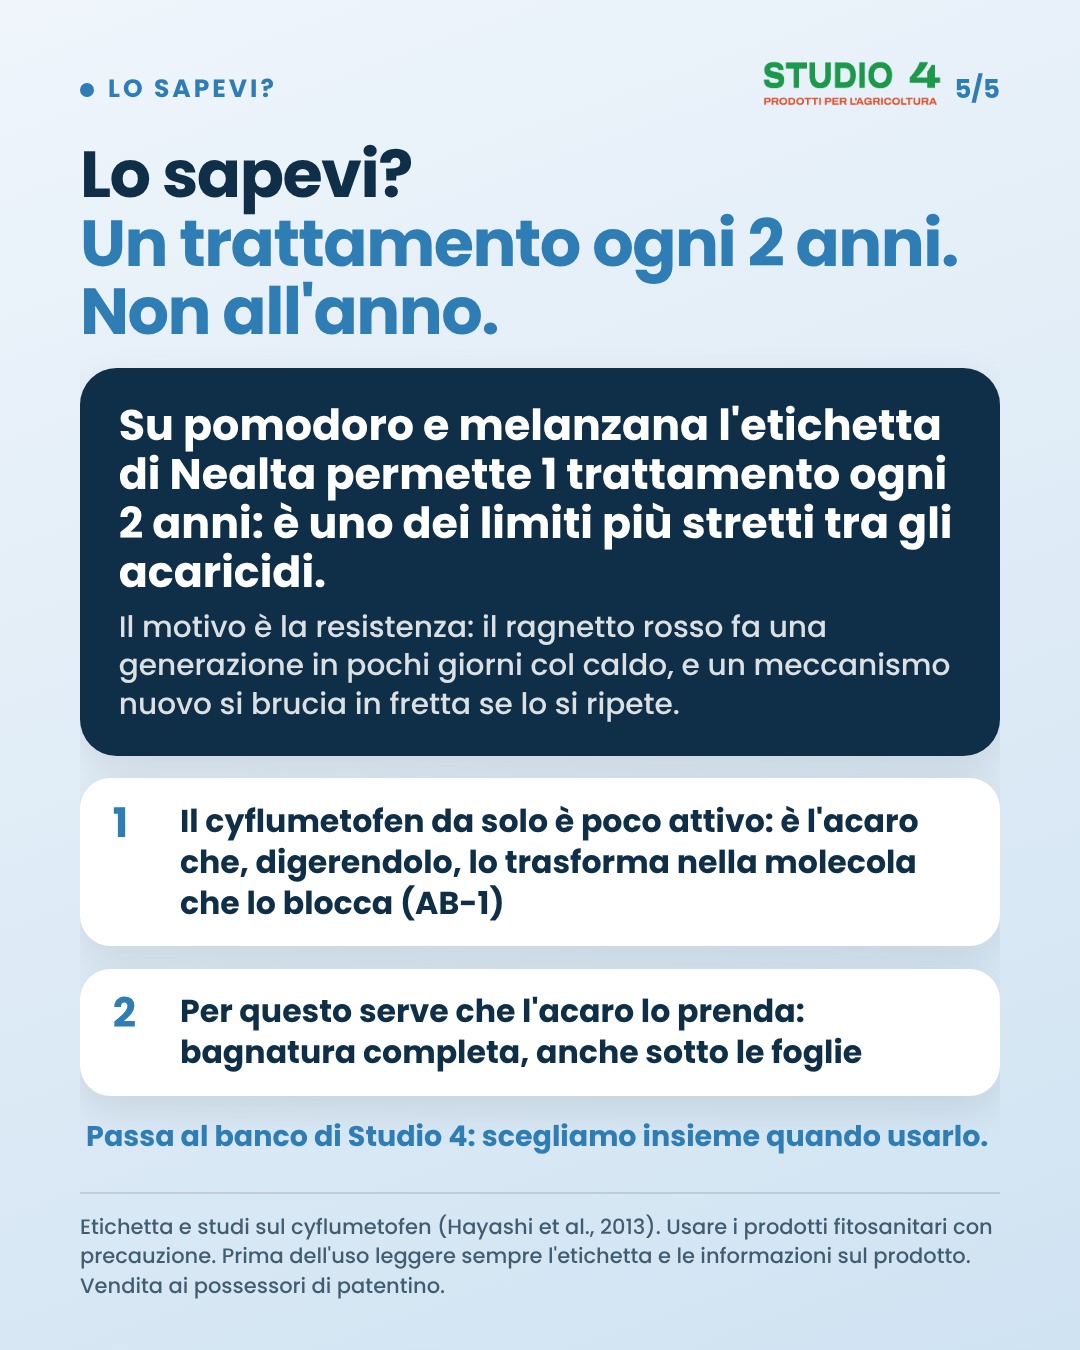 LO SAPEVI?
STUDIO 4
PRODOTTI PER L'AGRICOLTURA
5/5
Lo sapevi?
Un trattamento ogni 2 anni.
Non all'anno.
Su pomodoro e melanzana l'etichetta
di Nealta permette 1 trattamento ogni
2 anni: è uno dei limiti più stretti tra gli
acaricidi.
Il motivo è la resistenza: il ragnetto rosso fa una
generazione in pochi giorni col caldo, e un meccanismo
nuovo si brucia in fretta se lo si ripete.
1
Il cyflumetofen da solo è poco attivo: è l'acaro
che, digerendolo, lo trasforma nella molecola
che lo blocca (AB-1)
2
Per questo serve che l'acaro lo prenda:
bagnatura completa, anche sotto le foglie
Passa al banco di Studio 4: scegliamo insieme quando usarlo.
Etichetta e studi sul cyflumetofen (Hayashi et al., 2013). Usare i prodotti fitosanitari con
precauzione. Prima dell'uso leggere sempre l'etichetta e le informazioni sul prodotto.
Vendita ai possessori di patentino.